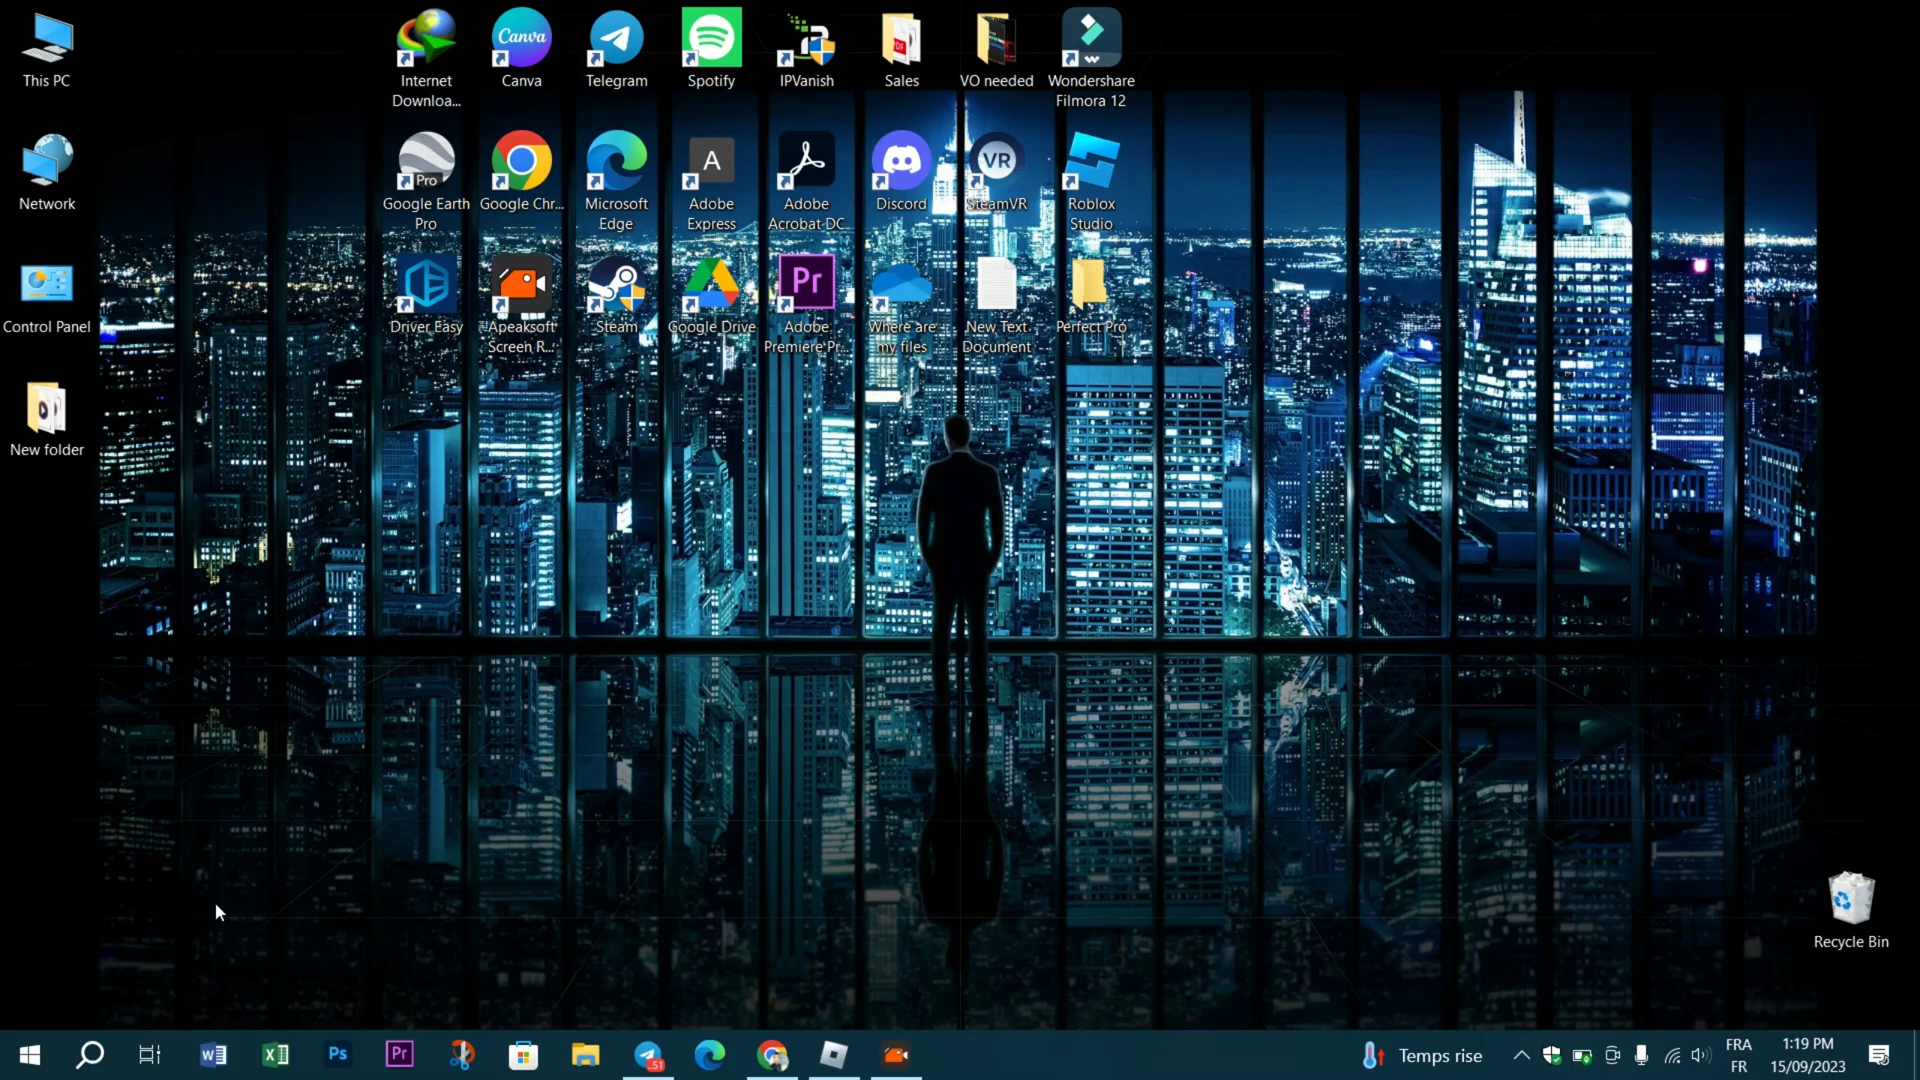 This PC
Network
Control Panel
New folder
Internet
Downloa...
Canva
Canva
Telegram
Spotify
IPVanish
PDF
Sales
VO needed
Wondershare
Filmora 12
Pro
Google Earth
Pro
Google Chr...
Microsoft
Edge
A
Adobe
Express
Adobe
Acrobat DC
Discord
VR
SteamVR
Roblox
Studio
Driver Easy
Apeaksoft
Screen R...
Steam
Google Drive
Pr
Adobe
Premiere Pr...
Where are
my files
New Text
Document
Perfect Pro
Recycle Bin
W
X
Ps
Pr
51
Temps rise
FRA
FR
1:19 PM
15/09/2023